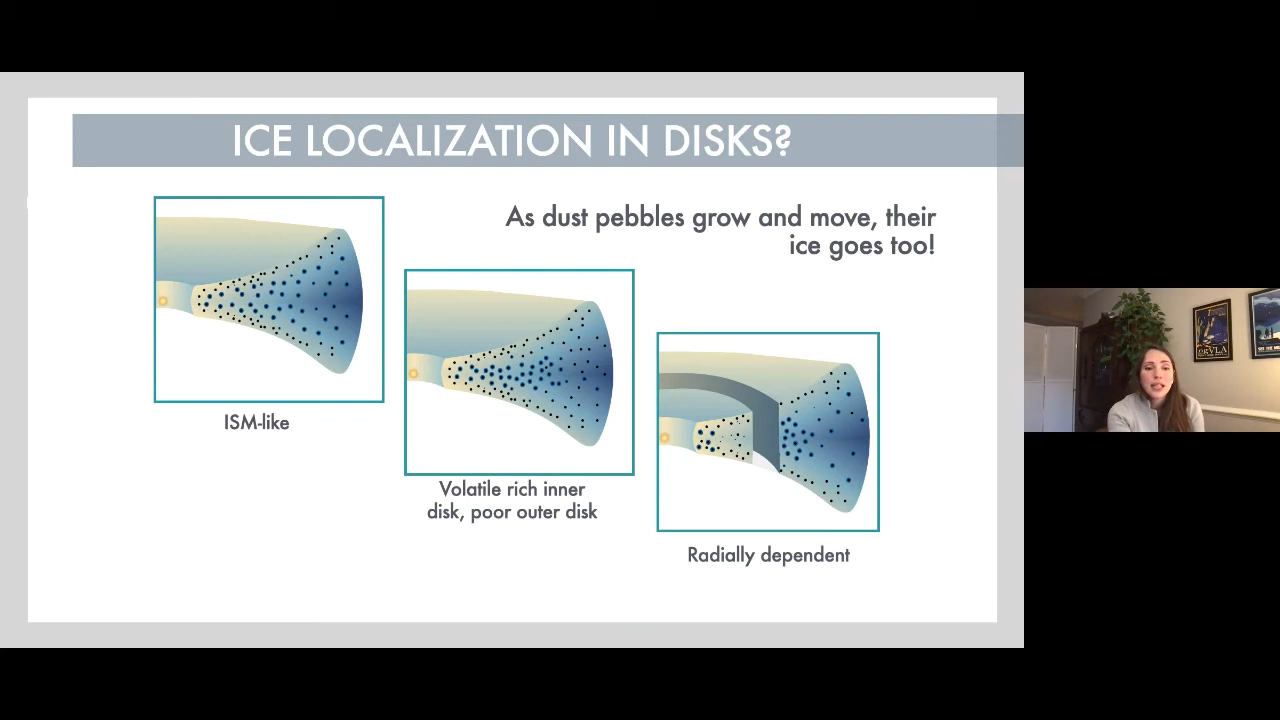 ICE LOCALIZATION IN DISKS?
As dust pebbles grow and move, their
ice goes too!
ISM-like
Volatile rich inner
disk, poor outer disk
Radially dependent
VLA